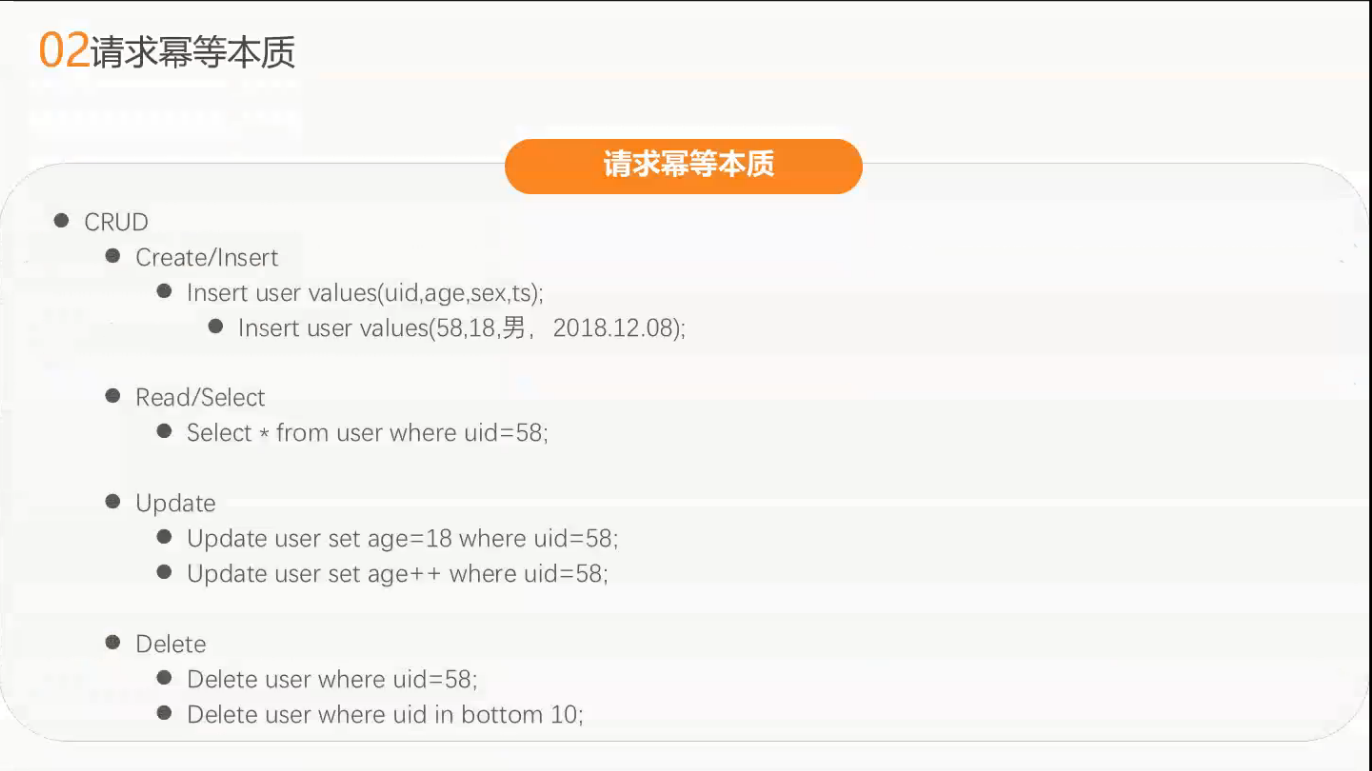 02请求幂等本质
请求幂等本质
CRUD
Create/Insert
Insert user values(uid,age,sex,ts);
Insert user values(58,18,男，2018.12.08);
Read/Select
Select * from user where uid=58;
Update
Update user set age=18 where uid=58;
Update user set age++ where uid=58;
Delete
Delete user where uid=58;
Delete user where uid in bottom 10;